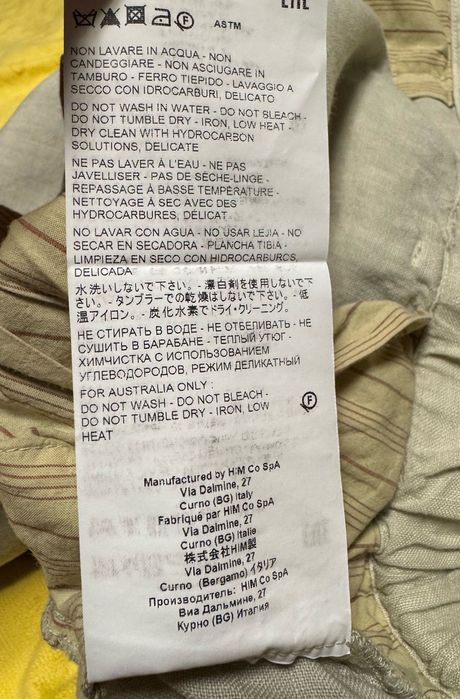 EAC
F
ASTM
NON LAVARE IN ACQUA - NON
CANDEGGIARE - NON ASCIUGARE IN
TAMBURO - FERRO TIEPIDO - LAVAGGIO A
SECCO CON IDROCARBURI, DELICATO
DO NOT WASH IN WATER - DO NOT BLEACH -
DO NOT TUMBLE DRY - IRON, LOW HEAT -
DRY CLEAN WITH HYDROCARBON
SOLUTIONS, DELICATE
NE PAS LAVER À L'EAU - NE PAS
JAVELLISER - PAS DE SÈCHE-LINGE -
REPASSAGE À BASSE TEMPÉRATURE -
NETTOYAGE À SEC AVEC DES
HYDROCARBURES, DÉLICAT
NO LAVAR CON AGUA - NO USAR LEJIA - NO
SECAR EN SECADORA - PLANCHA TIBIA -
LIMPIEZA EN SECO CON HIDROCARBUROS,
DELICADA
水洗いしないで下さい。- 漂白剤を使用しないで下
さい。- タンブラーでの乾燥はしないで下さい。- 低
温アイロン。- 炭化水素でドライ・クリーニング。
НЕ СТИРАТЬ В ВОДЕ - НЕ ОТБЕЛИВАТЬ - НЕ
СУШИТЬ В БАРАБАНЕ - ТЕПЛЫЙ УТЮГ -
ХИМЧИСТКА С ИСПОЛЬЗОВАНИЕМ
УГЛЕВОДОРОДОВ, РЕЖИМ ДЕЛИКАТНЫЙ
FOR AUSTRALIA ONLY :
DO NOT WASH - DO NOT BLEACH -
DO NOT TUMBLE DRY - IRON, LOW
HEAT
F
Manufactured by HIM Co SpA
Via Dalmine, 27
Curno (BG) Italy
Fabriqué par HIM Co SpA
Via Dalmine, 27
Curno (BG) Italie
株式会社HIM製
Via Dalmine, 27
Curno (Bergamo) イタリア
Производитель: HIM Co SpA
Виа Дальмине, 27
Курно (BG) Италия